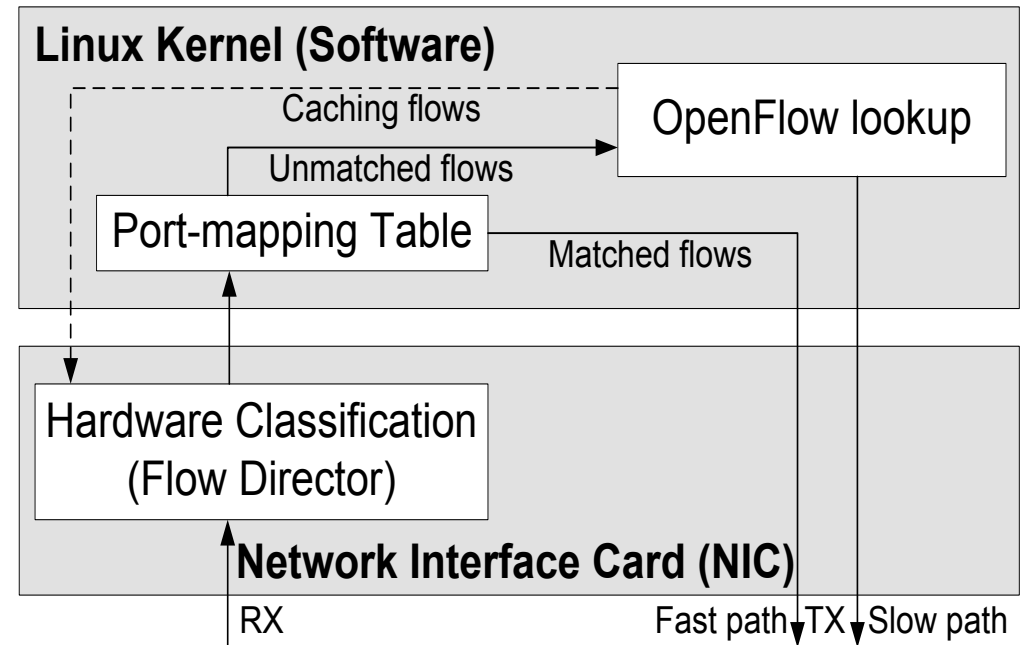 Linux Kernel (Software)
Caching flows
OpenFlow lookup
Unmatched flows
Port-mapping Table
Matched flows
Hardware Classification
(Flow Director)
Network Interface Card (NIC)
RX
Fast path
TX
Slow path